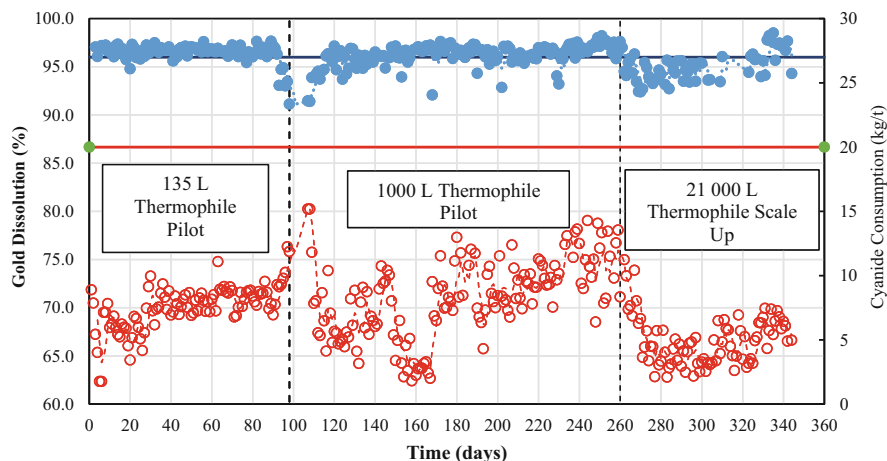 100.0
95.0
90.0
85.0
80.0
75.0
70.0
65.0
60.0
Gold Dissolution (%)
30
25
20
15
10
5
0
Cyanide Consumption (kg/t)
135 L
Thermophile
Pilot
1000 L Thermophile
Pilot
21 000 L
Thermophile Scale
Up
0 20 40 60 80 100 120 140 160 180 200 220 240 260 280 300 320 340 360
Time (days)